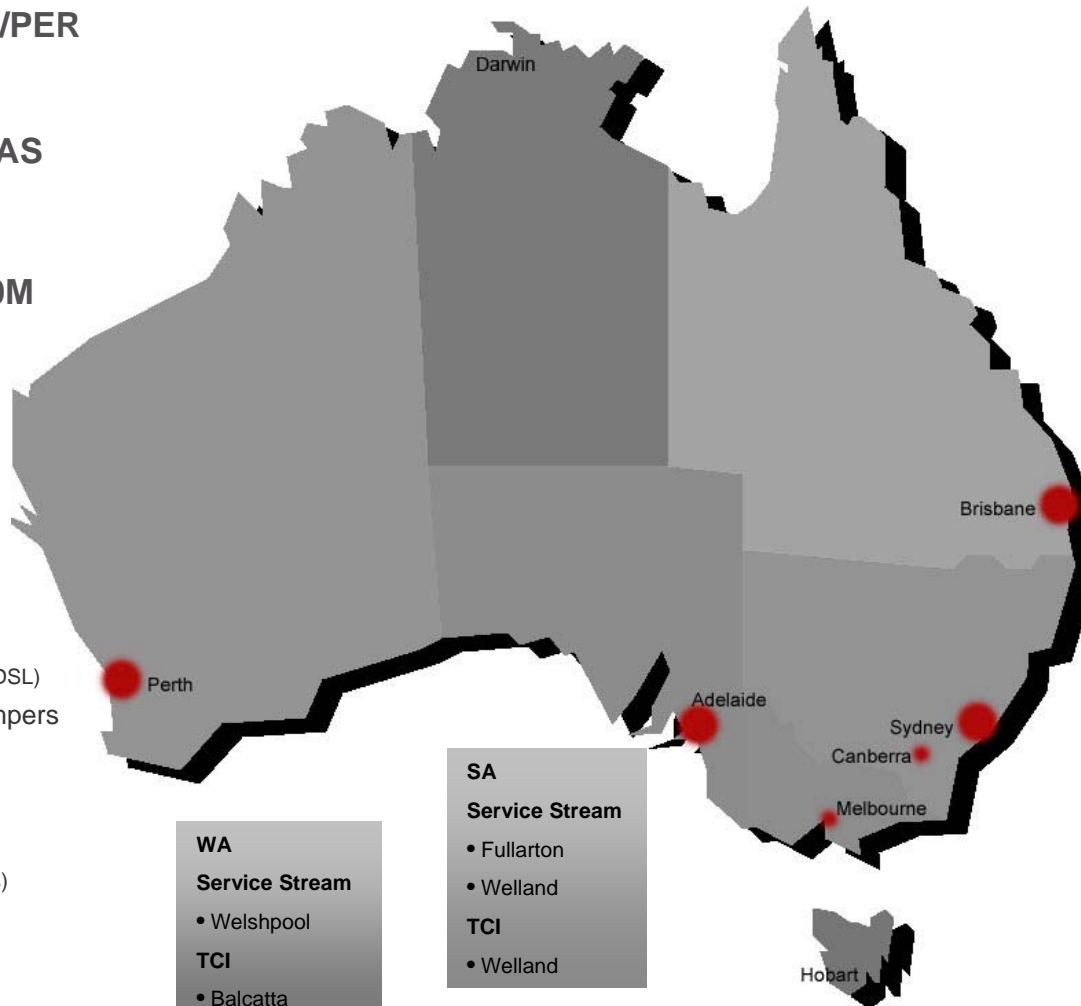 /PER
AS
0M
DSL)
npers
)
Darwin
Brisbane
Perth
Adelaide
Sydney
Canberra
Melbourne
Hobart
WA
Service Stream
• Welshpool
TCI
• Balcatta
SA
Service Stream
• Fullarton
• Welland
TCI
• Welland